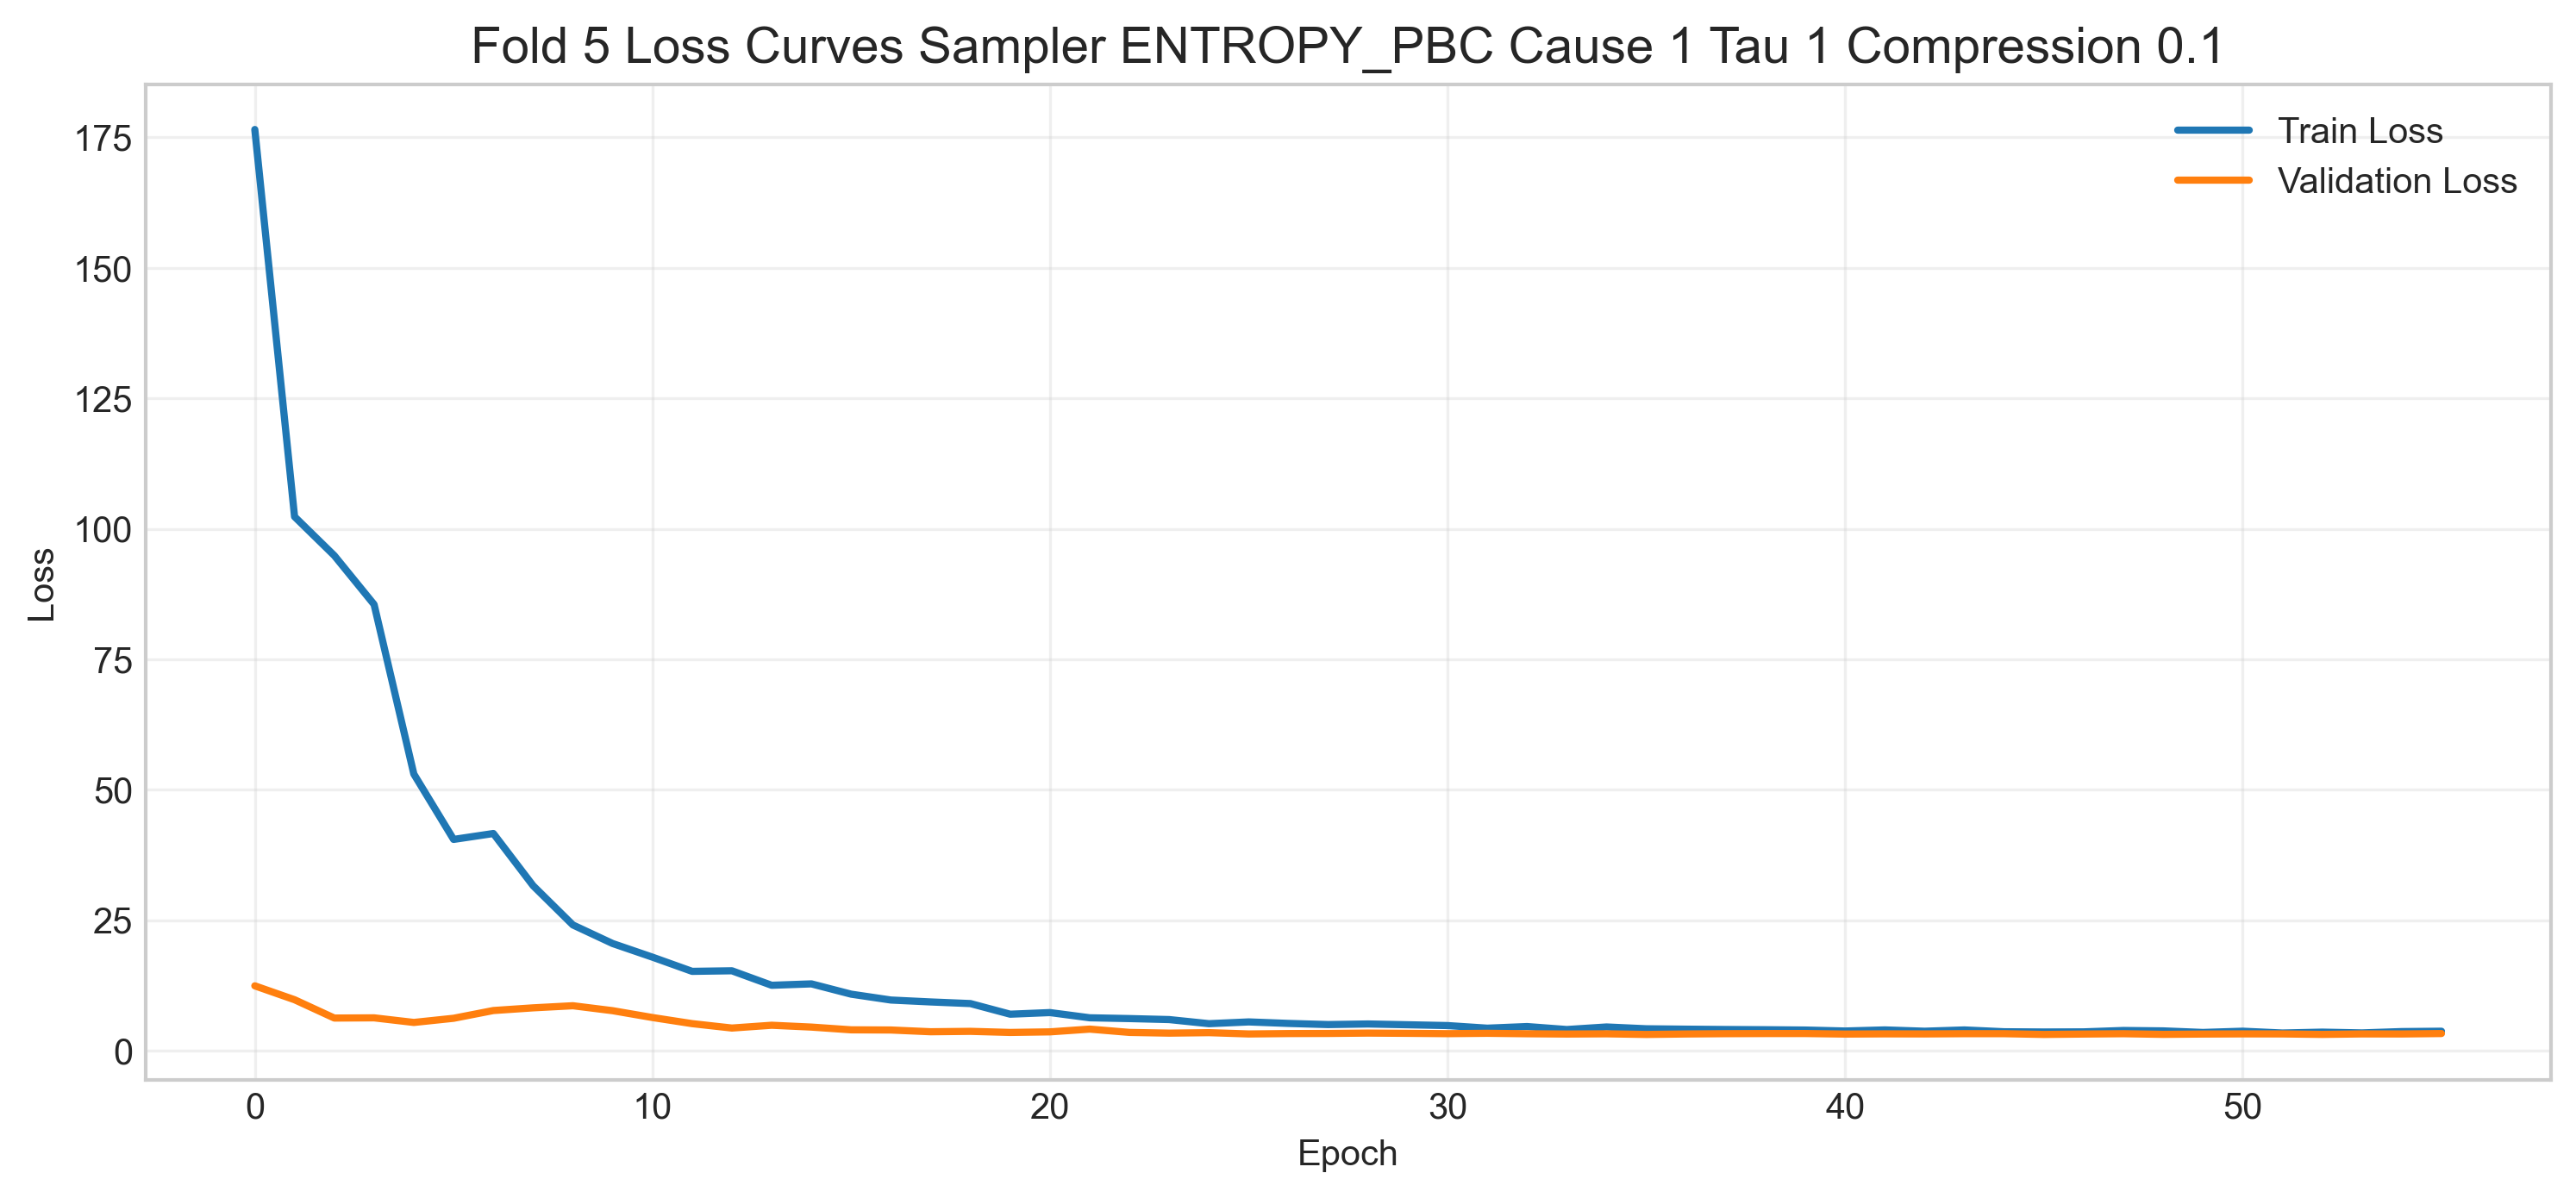 Fold 5 Loss Curves Sampler ENTROPY_PBC Cause 1 Tau 1 Compression 0.1
Train Loss
Validation Loss
175
150
125
100
75
50
25
0
Loss
0 10 20 30 40 50
Epoch